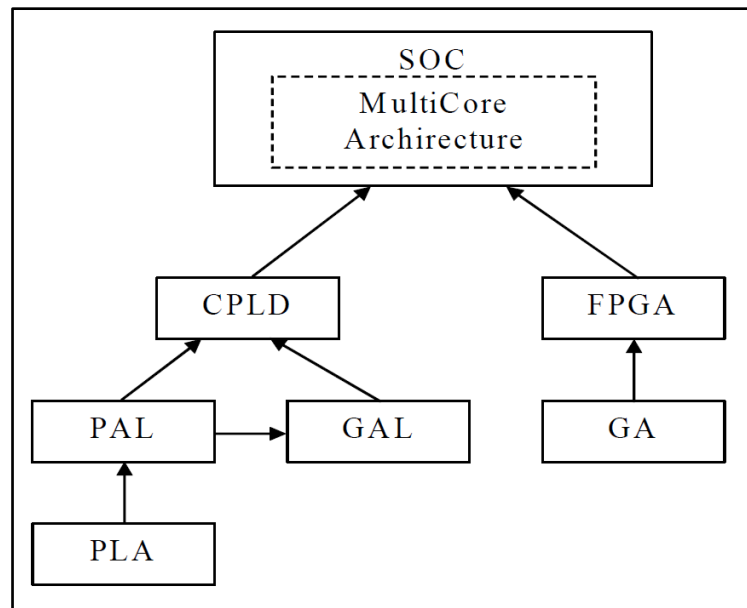 SOC
MultiCore
Archirecture
CPLD
FPGA
PAL
GAL
GA
PLA